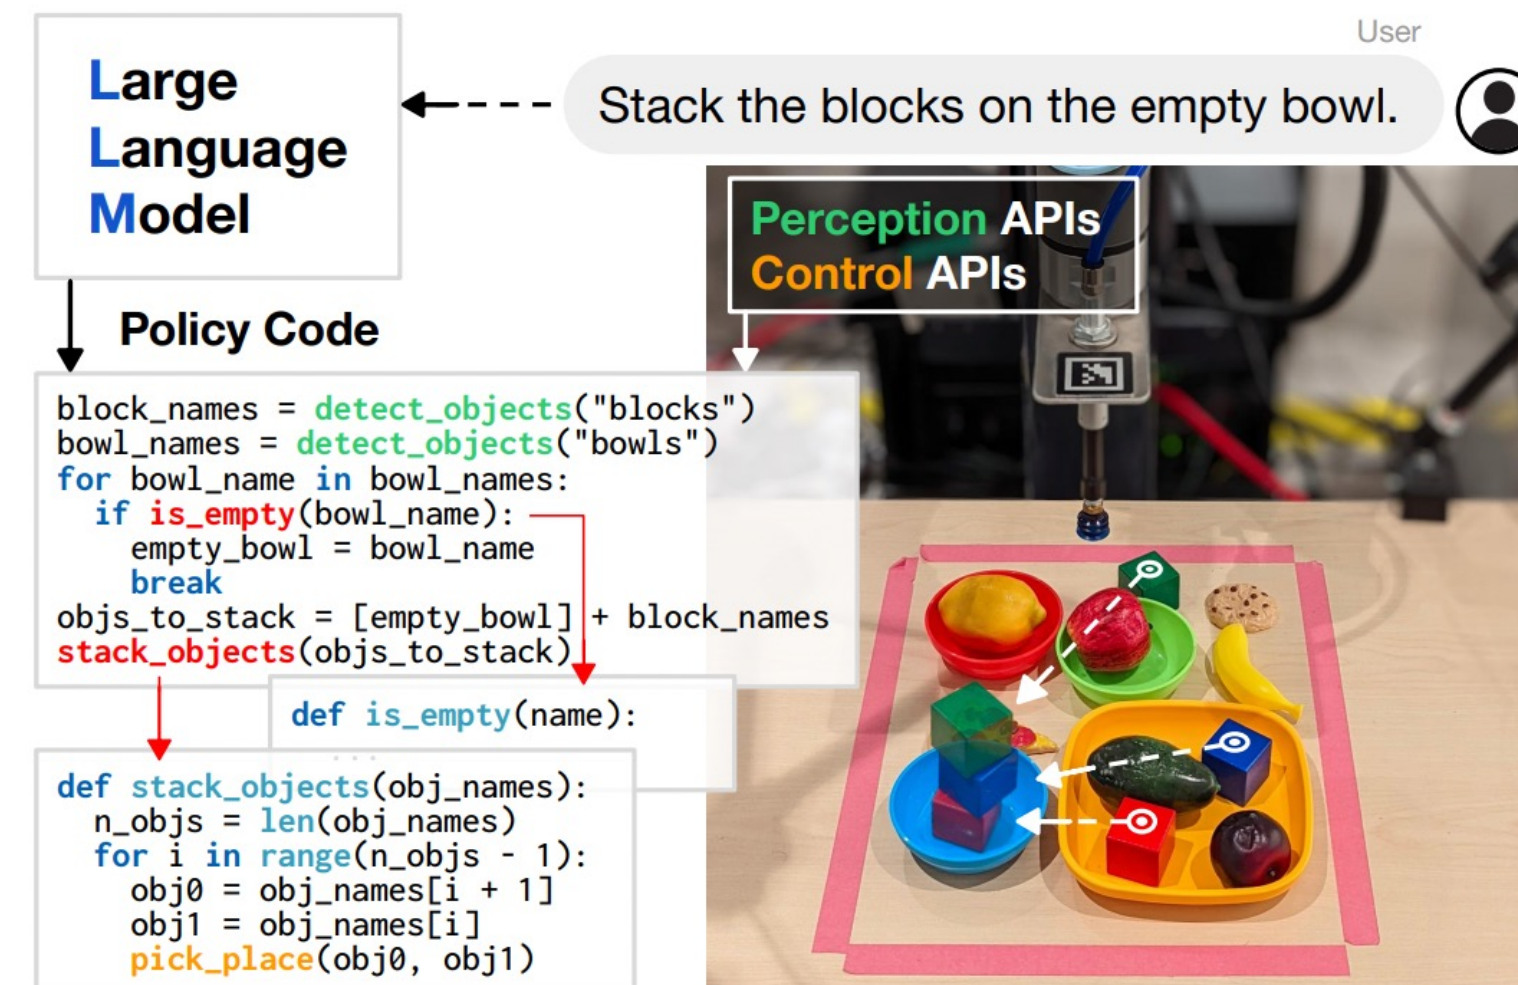 User
Stack the blocks on the empty bowl.
Large
Language
Model
Policy Code
Perception APIs
Control APIs
block_names = detect_objects("blocks")
bowl_names = detect_objects("bowls")
for bowl_name in bowl_names:
  if is_empty(bowl_name):
    empty_bowl = bowl_name
    break
objs_to_stack = [empty_bowl] + block_names
stack_objects(objs_to_stack)
def is_empty(name):
...
def stack_objects(obj_names):
  n_objs = len(obj_names)
  for i in range(n_objs - 1):
    obj0 = obj_names[i + 1]
    obj1 = obj_names[i]
    pick_place(obj0, obj1)